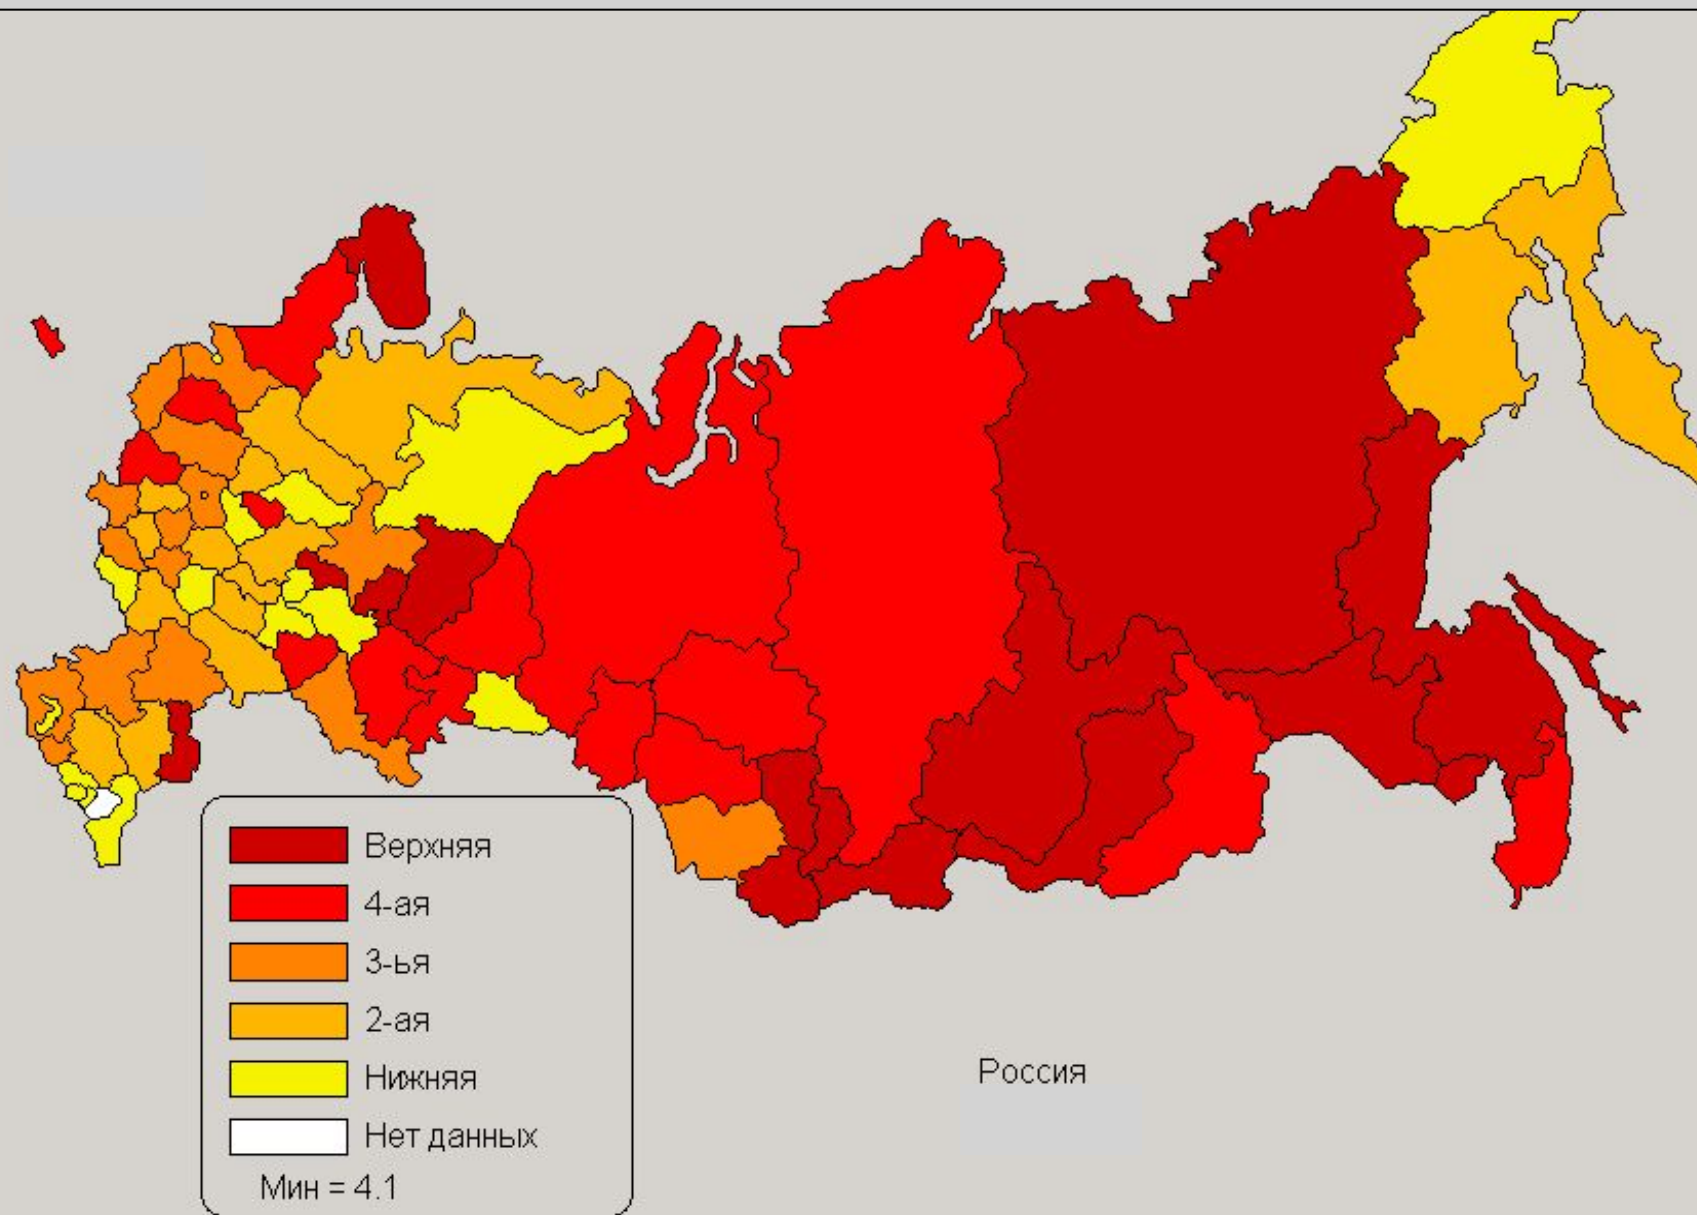 Верхняя
4-ая
3-ья
2-ая
Нижняя
Нет данных
Мин = 4.1
Россия